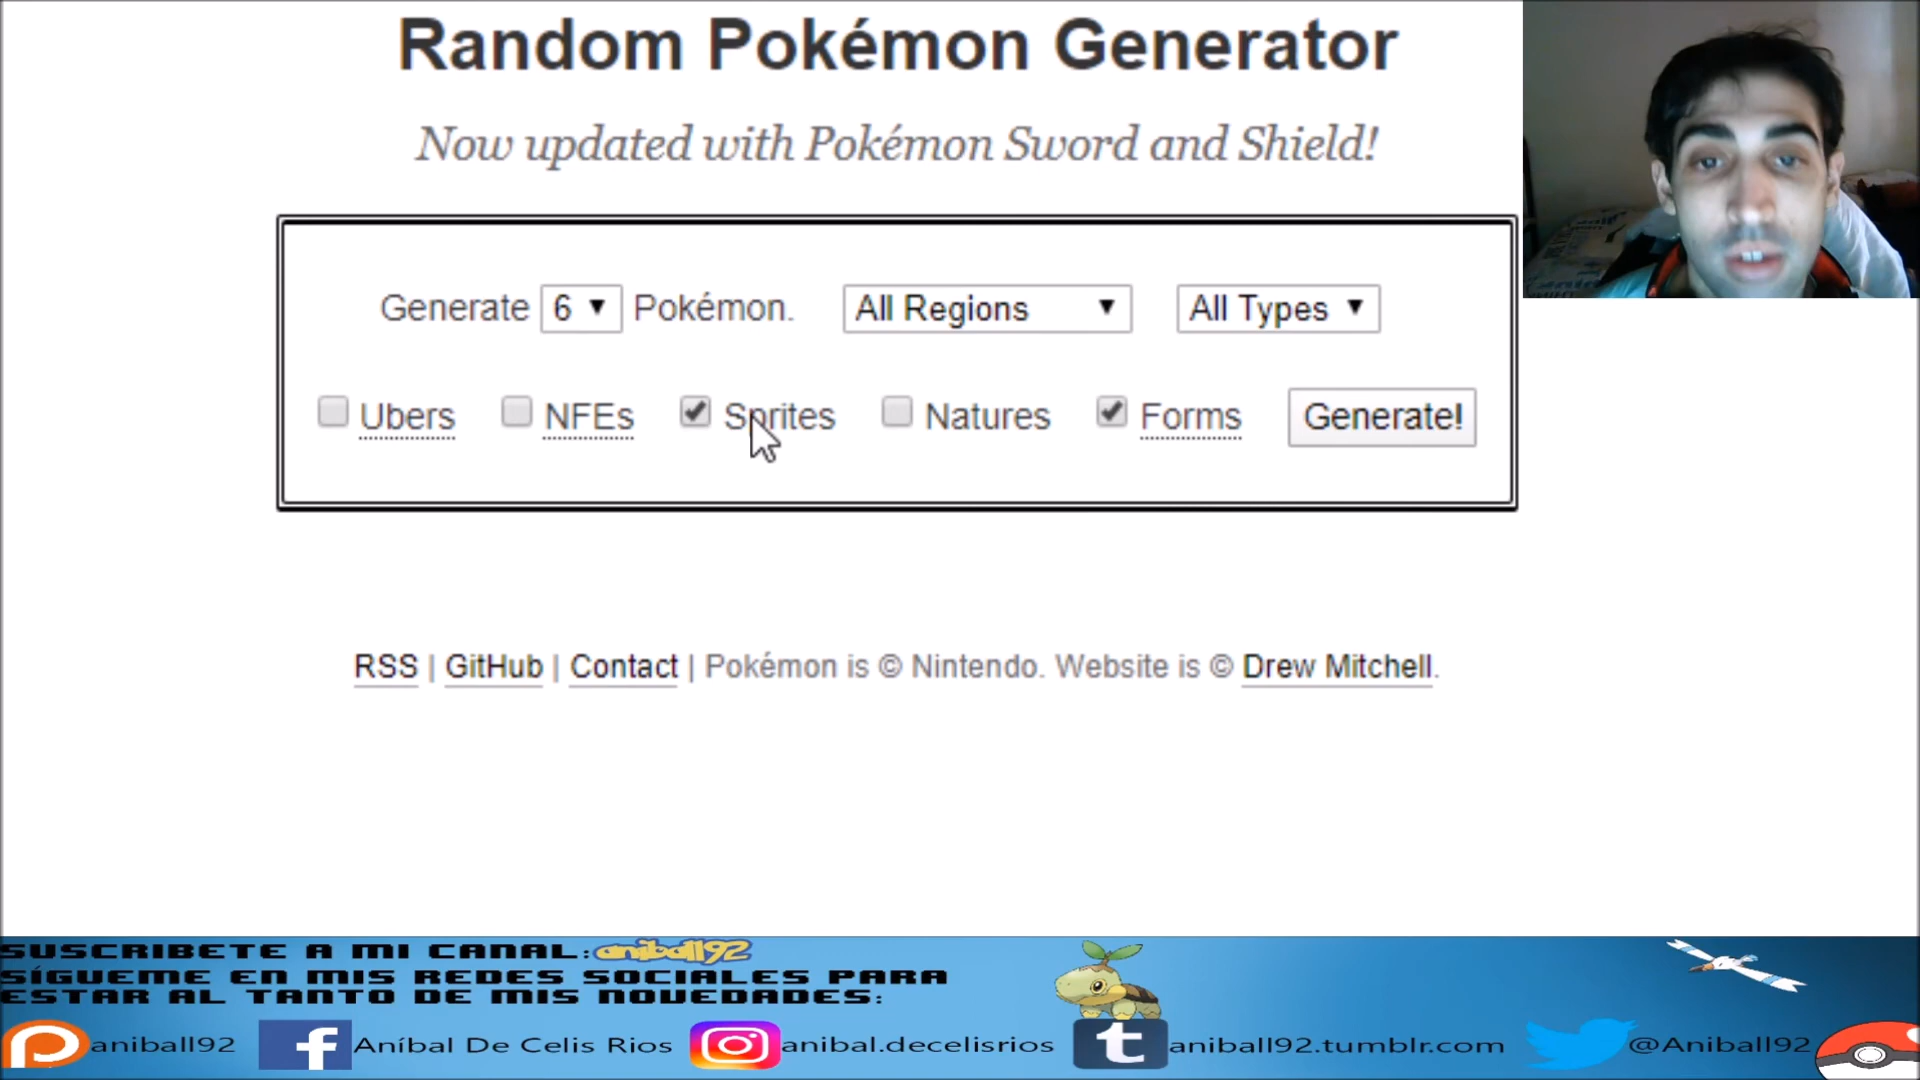 Random Pokémon Generator
Now updated with Pokémon Sword and Shield!
Generate 6 Pokémon. All Regions All Types
Ubers NFEs Sprites Natures Forms Generate!
RSS | GitHub | Contact | Pokémon is © Nintendo. Website is © Drew Mitchell.
SUSCRIBETE A MI CANAL: aniball92
SÍGUEME EN MIS REDES SOCIALES PARA
ESTAR AL TANTO DE MIS NOVEDADES:
aniball92 Aníbal De Celis Rios anibal.decelisrios aniball92.tumblr.com @Aniball92